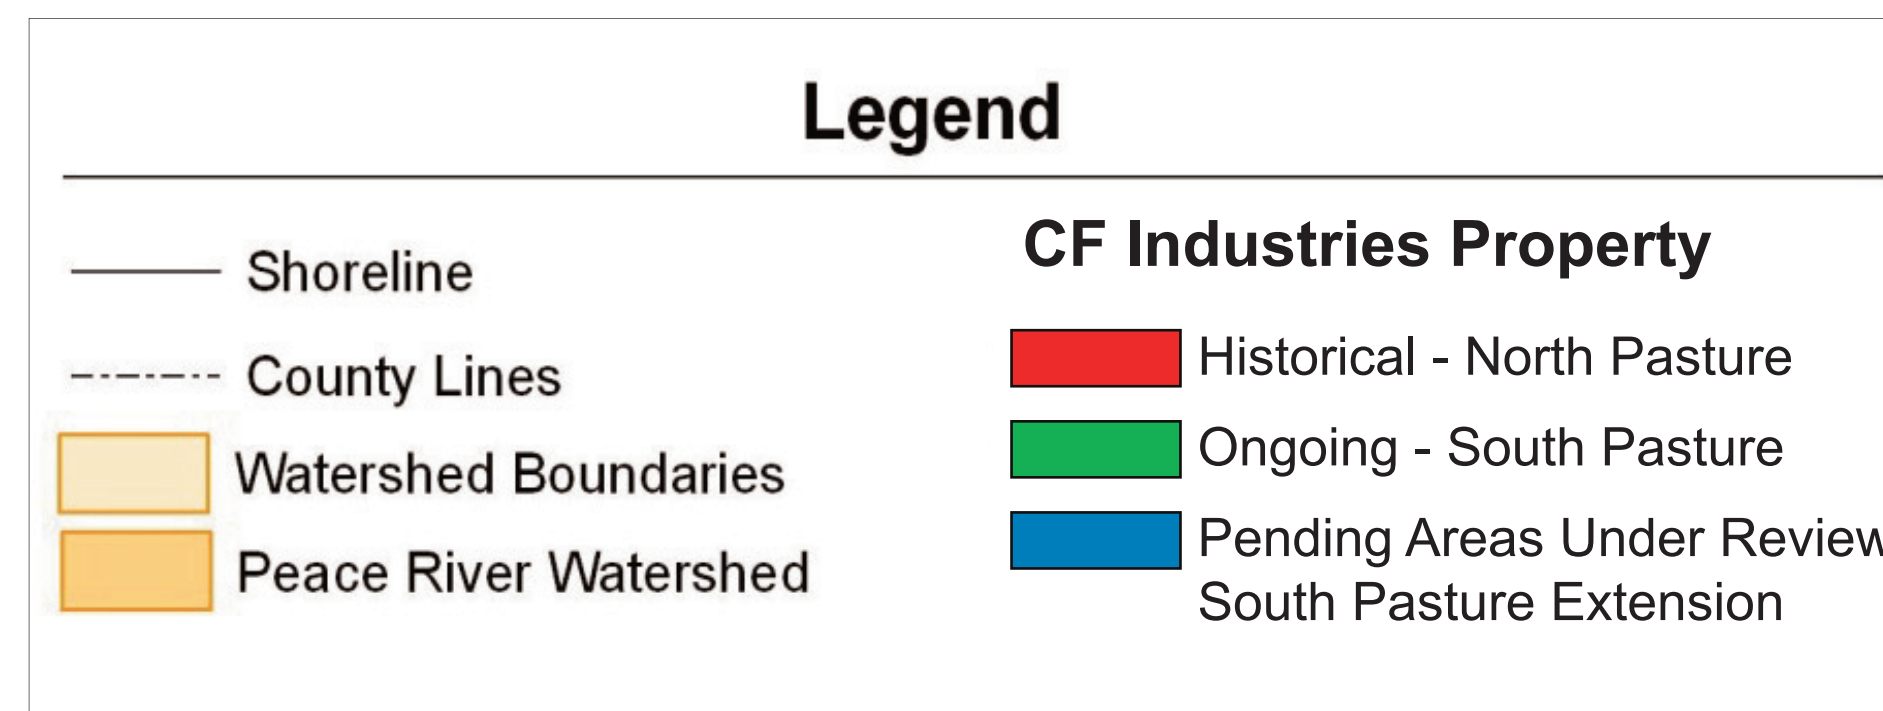 Legend
Shoreline
County Lines
Watershed Boundaries
Peace River Watershed
CF Industries Property
Historical - North Pasture
Ongoing - South Pasture
Pending Areas Under Review
South Pasture Extension